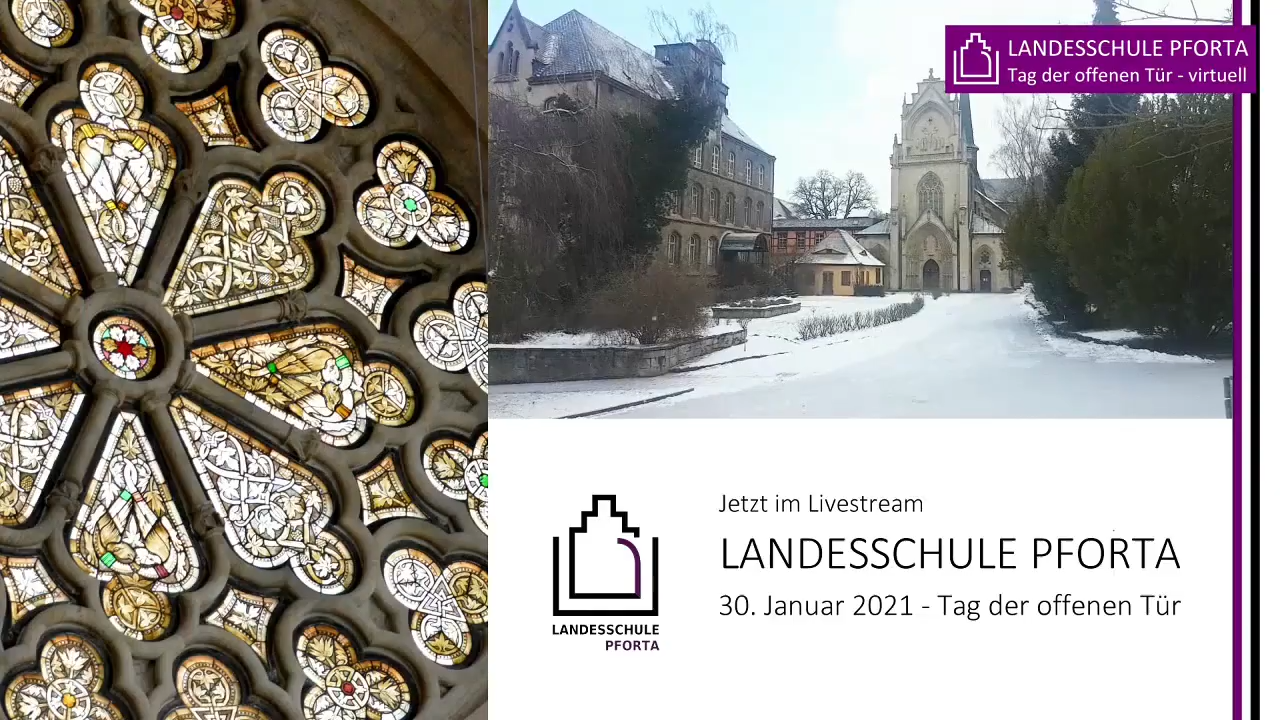 LANDESSCHULE PFORTA
Tag der offenen Tür - virtuell
Jetzt im Livestream
LANDESSCHULE PFORTA
30. Januar 2021 - Tag der offenen Tür
LANDESSCHULE
PFORTA